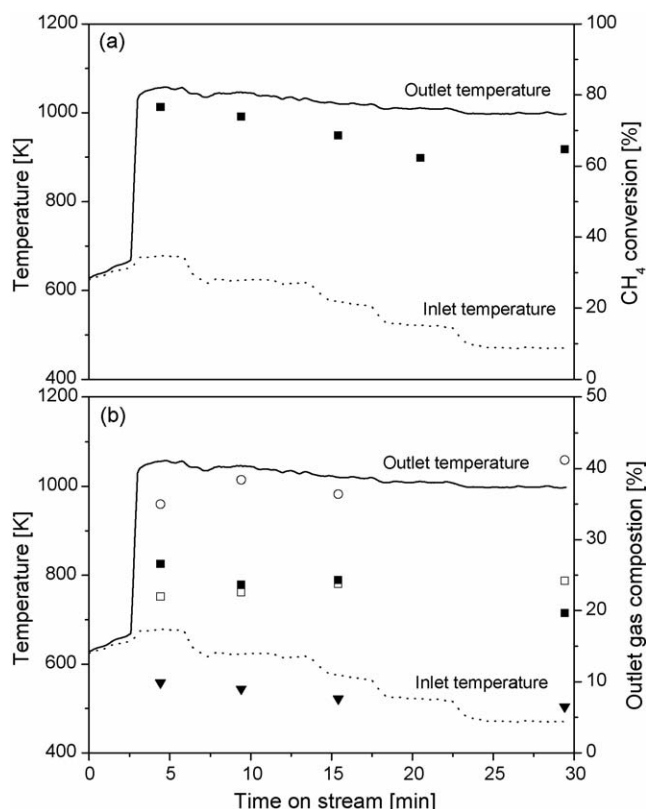 (a)
1200
1000
800
600
400
Temperature [K]
Outlet temperature
Inlet temperature
100
80
60
40
20
0
CH₄ conversion [%]
(b)
1200
1000
800
600
400
Temperature [K]
Outlet temperature
Inlet temperature
50
40
30
20
10
0
Outlet gas compostion [%]
0 5 10 15 20 25 30
Time on stream [min]